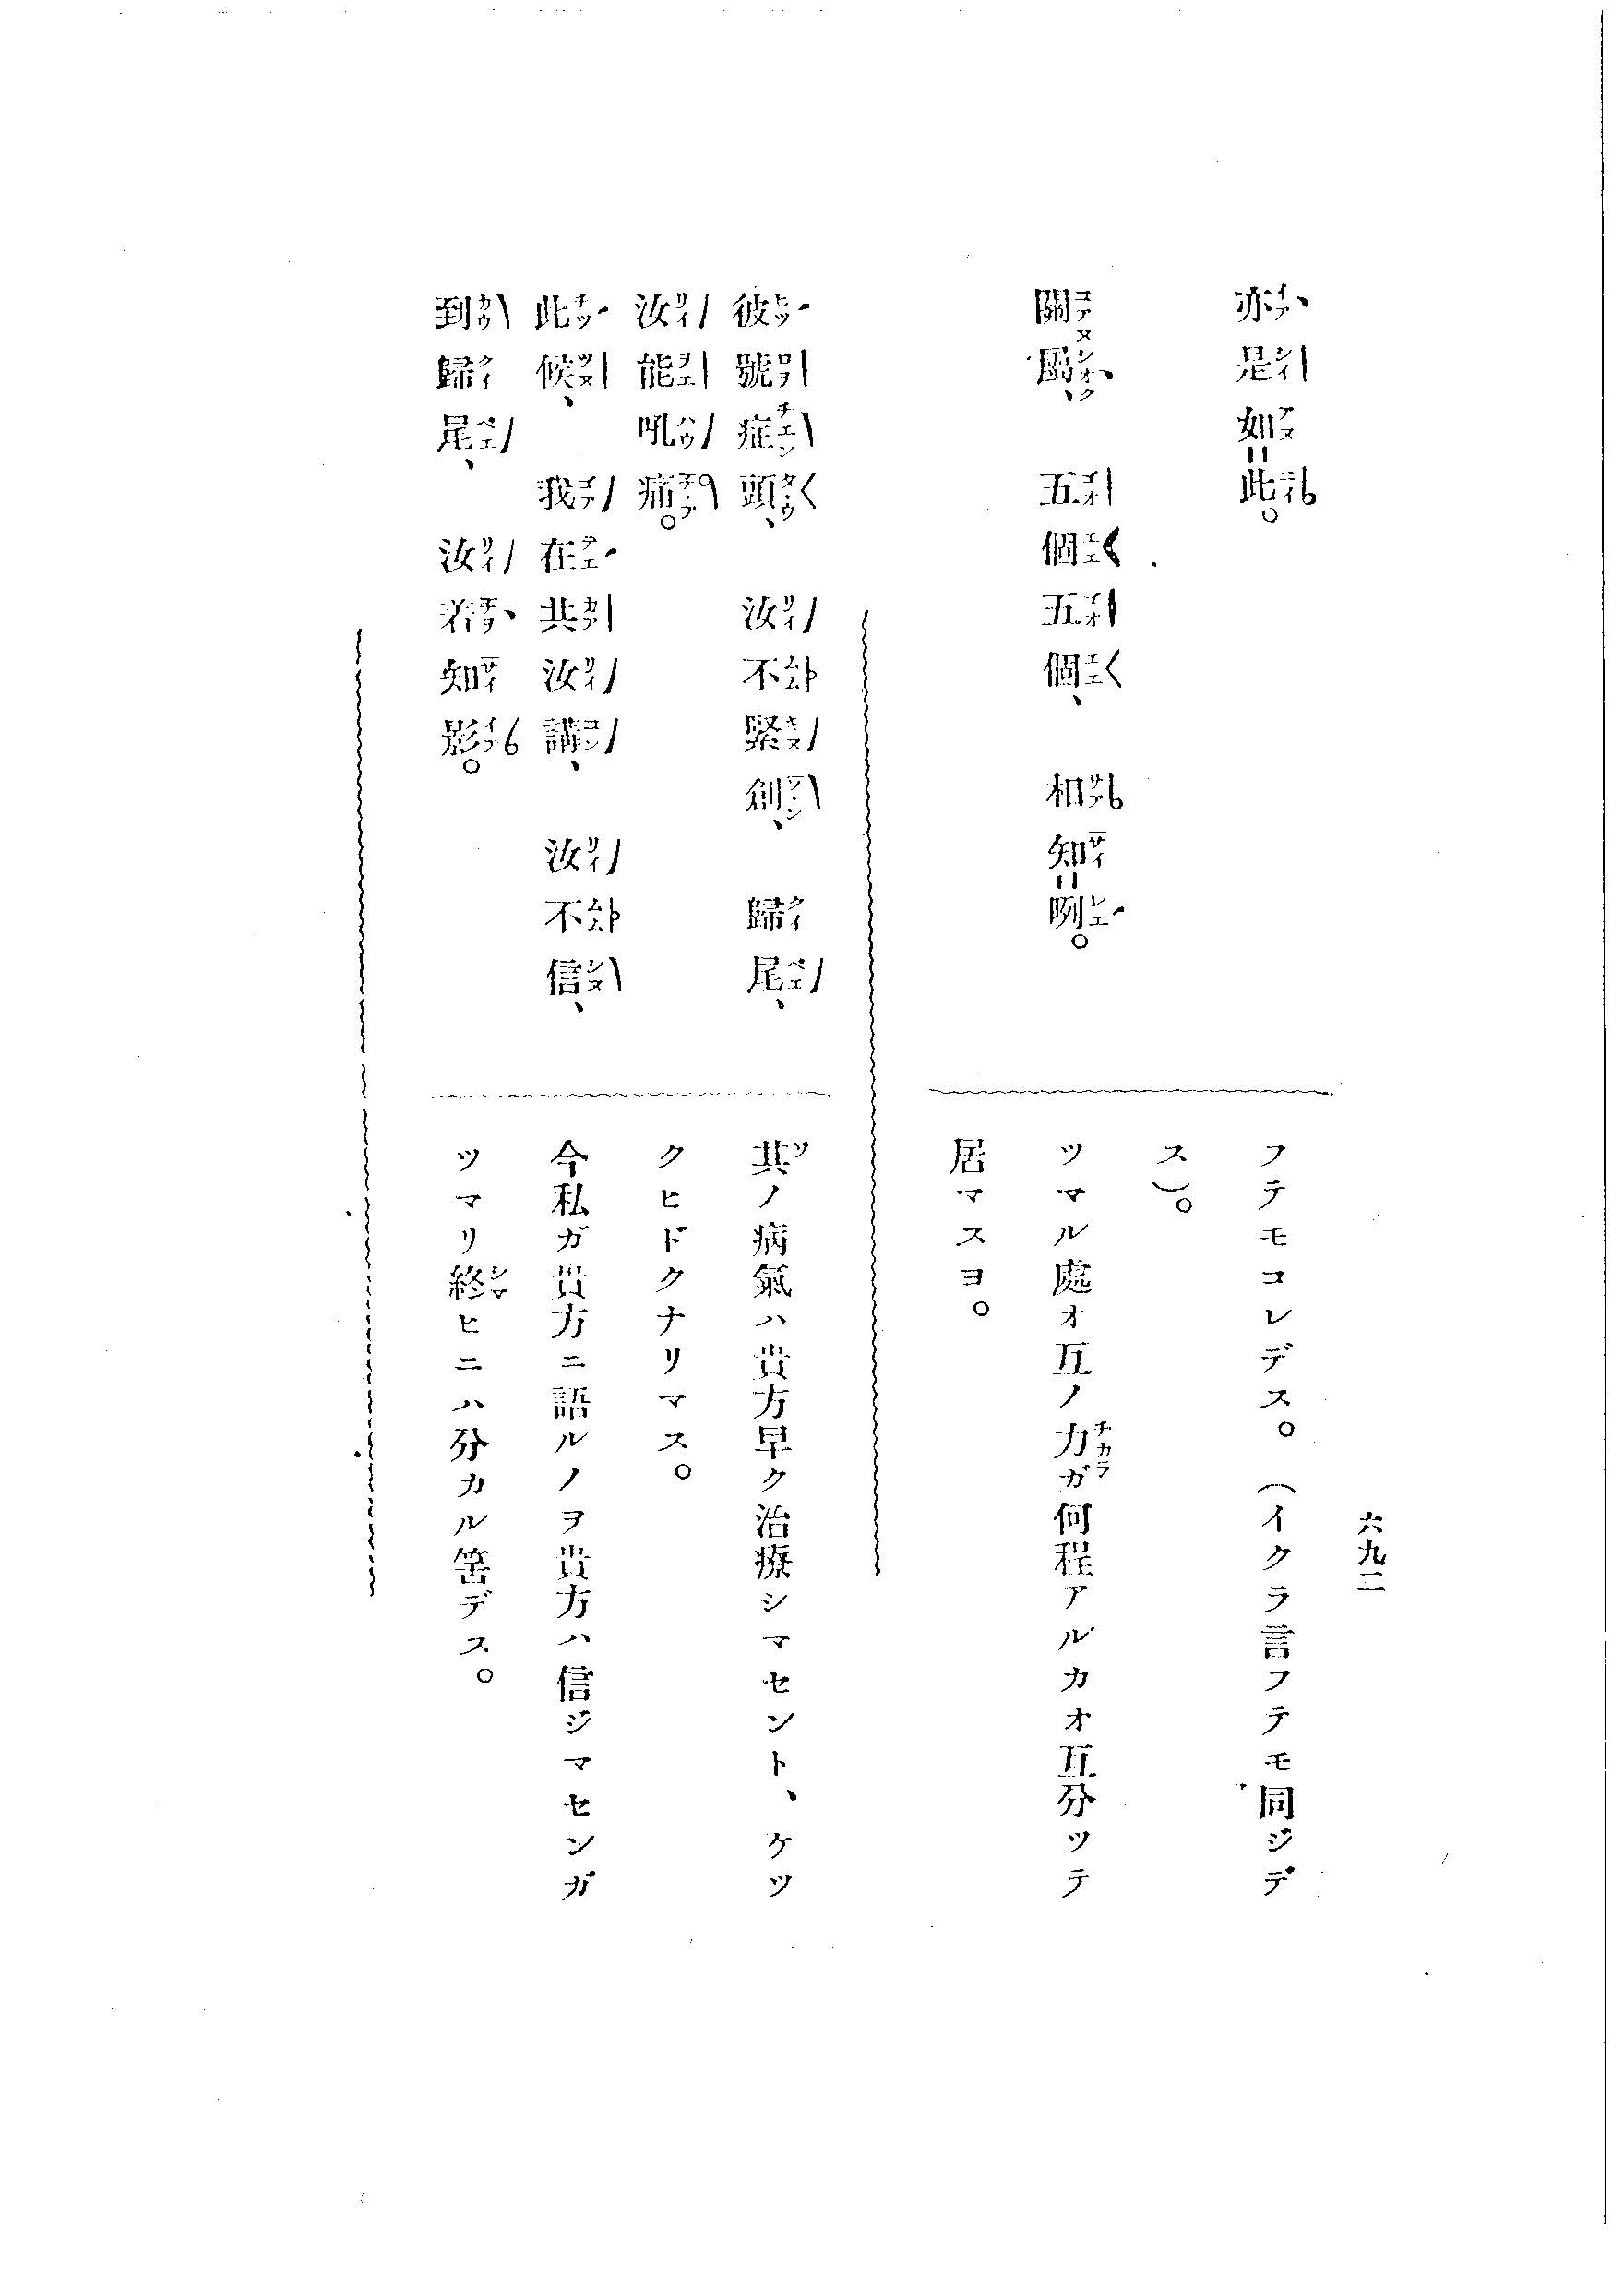 六九二
亦是如此。
フテモコレデス。(イクラ言フテモ同ジデ
ス)。
關屬、五個五個、相知咧。
ツマル處オ互ノ力ガ何程アルカオ互分ツテ
居マスヨ。
彼號症頭、汝不緊創、歸尾、
汝能吼痛。
其ノ病氣ハ貴方早ク治療シマセント、ケツ
クヒドクナリマス。
此候、我在共汝講、汝不信、
到歸尾、汝着知影。
今私ガ貴方ニ語ルノヲ貴方ハ信ジマセンガ
ツマリ終ヒニハ分カル筈デス。